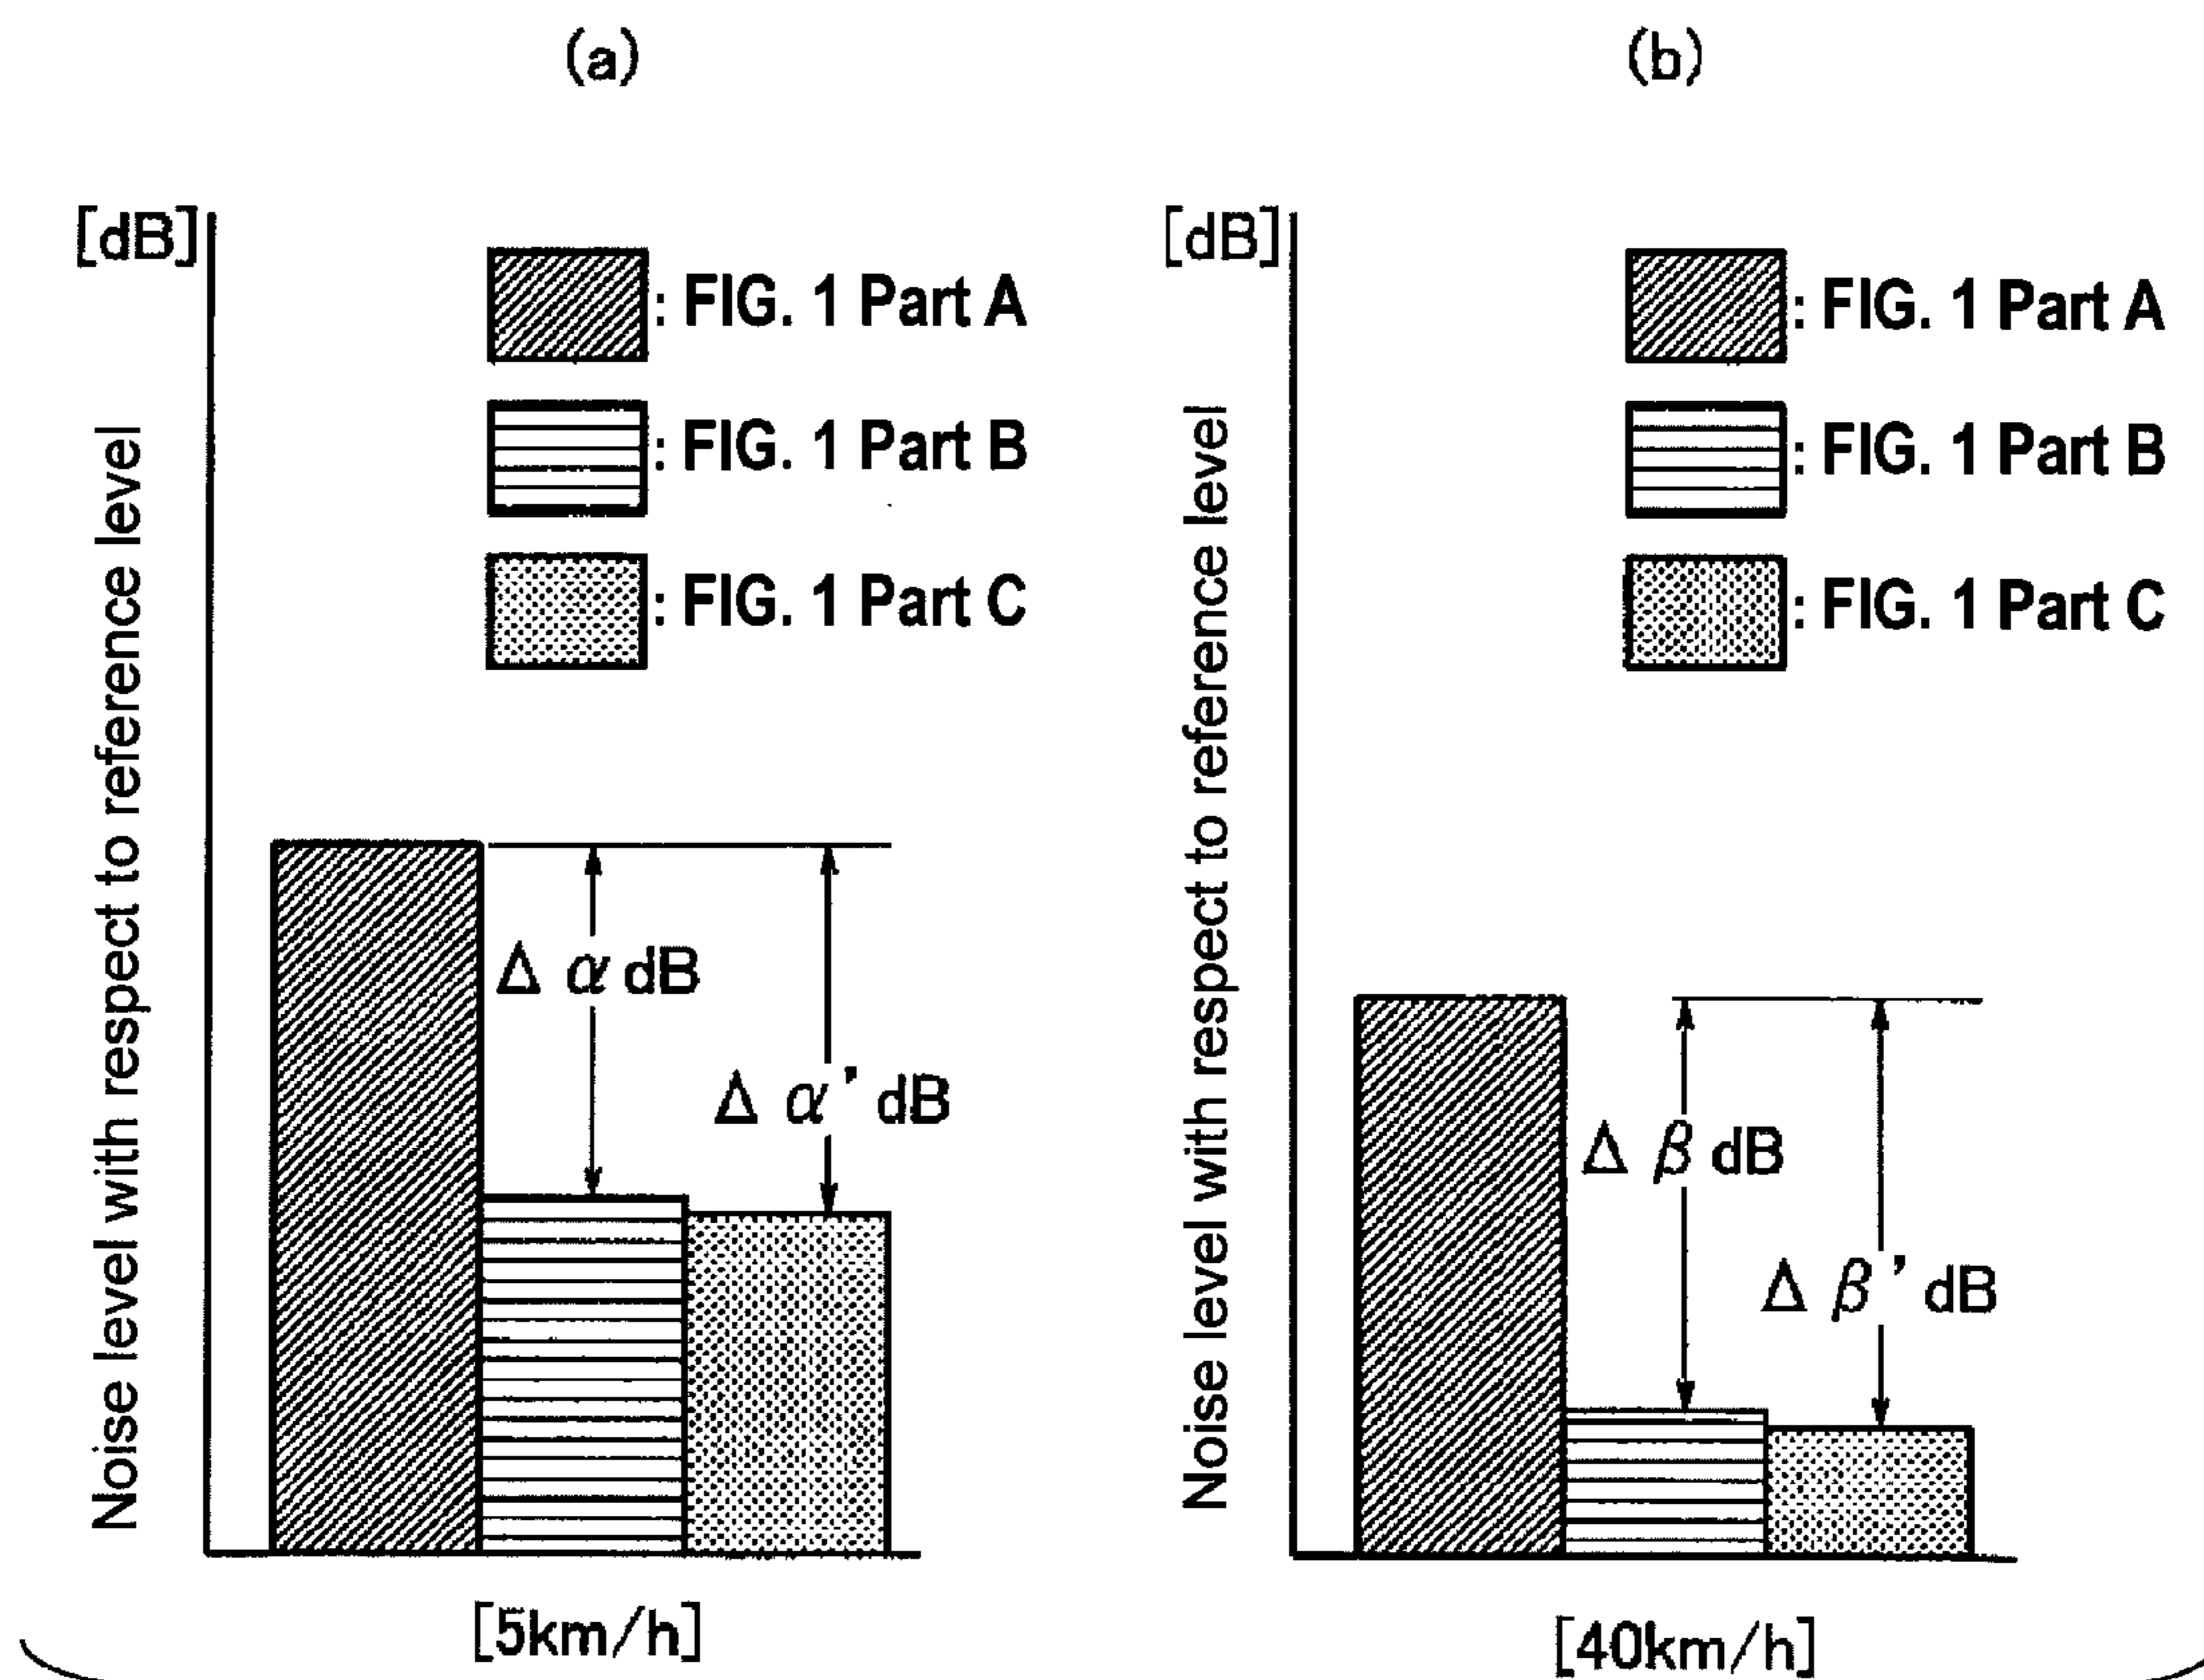 (a)
[dB]
: FIG. 1 Part A
: FIG. 1 Part B
: FIG. 1 Part C
Noise level with respect to reference level
Δ α dB
Δ α' dB
[5km/h]
(b)
[dB]
: FIG. 1 Part A
: FIG. 1 Part B
: FIG. 1 Part C
Noise level with respect to reference level
Δ β dB
Δ β' dB
[40km/h]